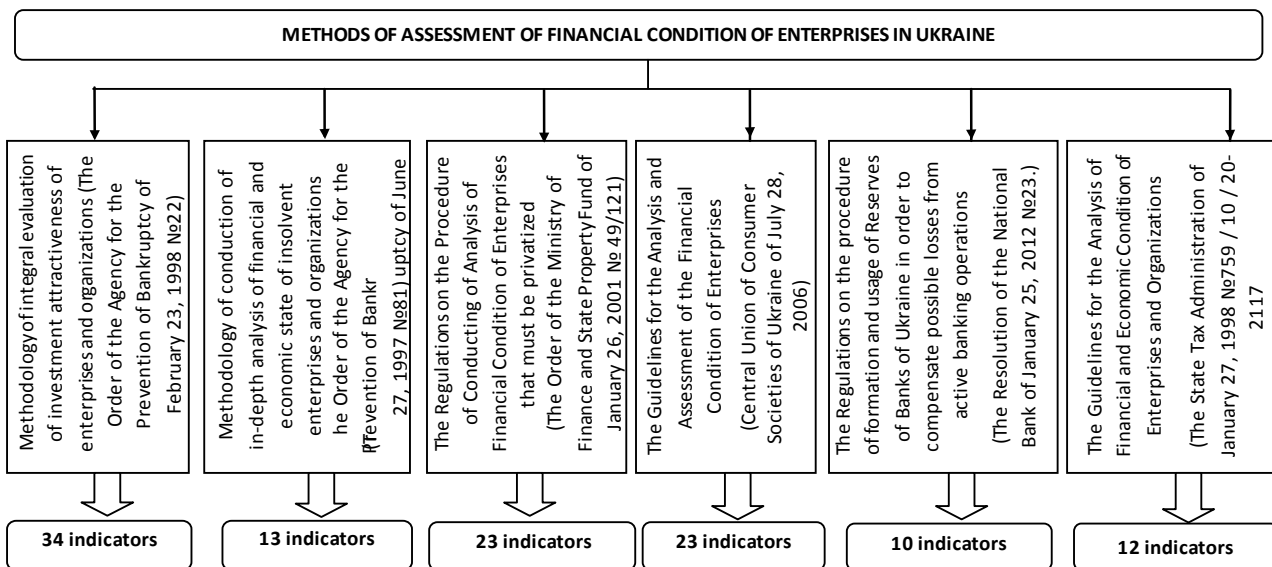 METHODS OF ASSESSMENT OF FINANCIAL CONDITION OF ENTERPRISES IN UKRAINE
Methodology of integral evaluation
of investment attractiveness of
enterprises and organizations (The
Order of the Agency for the
Prevention of Bankruptcy of
February 23, 1998 №22)
Methodology of conduction of
in-depth analysis of financial and
economic state of insolvent
enterprises and organizations
he Order of the Agency for the
(T
Prevention of Bankr
uptcy of June
27, 1997 №81)
The Regulations on the Procedure
of Conducting of Analysis of
Financial Condition of Enterprises
that must be privatized
(The Order of the Ministry of
Finance and State Property Fund of
January 26, 2001 № 49/121)
The Guidelines for the Analysis and
Assessment of the Financial
Condition of Enterprises
(Central Union of Consumer
Societies of Ukraine of July 28,
2006)
The Regulations on the procedure
of formation and usage of Reserves
of Banks of Ukraine in order to
compensate possible losses from
active banking operations
(The Resolution of the National
Bank of January 25, 2012 №23.)
The Guidelines for the Analysis of
Financial and Economic Condition of
Enterprises and Organizations
(The State Tax Administration of
January 27, 1998 №759 / 10 / 20-
2117
34 indicators
13 indicators
23 indicators
23 indicators
10 indicators
12 indicators